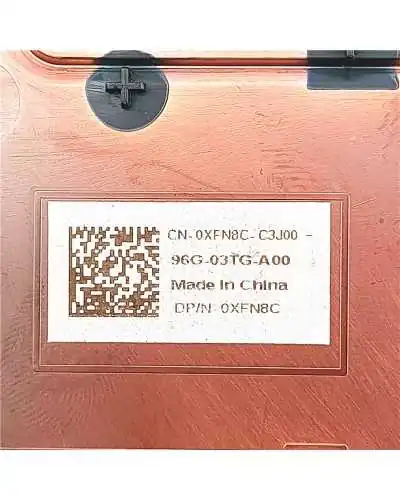 CN-0XFN8C-C3J00-
96G-03TG-A00
Made In China
DP/N 0XFN8C